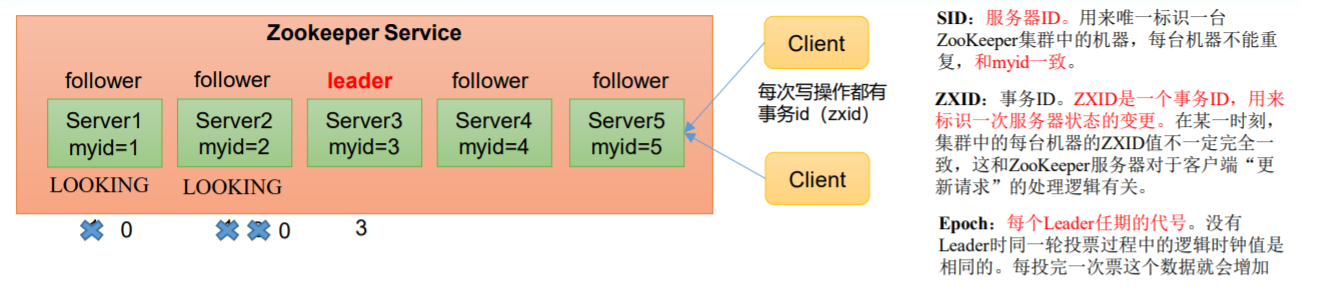 Zookeeper Service
follower
follower
leader
follower
follower
Server1
myid=1
Server2
myid=2
Server3
myid=3
Server4
myid=4
Server5
myid=5
LOOKING
LOOKING
0
0
3
Client
每次写操作都有
事务id（zxid）
Client
SID：服务器ID。用来唯一标识一台
ZooKeeper集群中的机器，每台机器不能重
复，和myid一致。
ZXID：事务ID。ZXID是一个事务ID，用来
标识一次服务器状态的变更。在某一时刻，
集群中的每台机器的ZXID值不一定完全一
致，这和ZooKeeper服务器对于客户端“更
新请求”的处理逻辑有关。
Epoch：每个Leader任期的代号。没有
Leader时同一轮投票过程中的逻辑时钟值是
相同的。每投完一次票这个数据就会增加